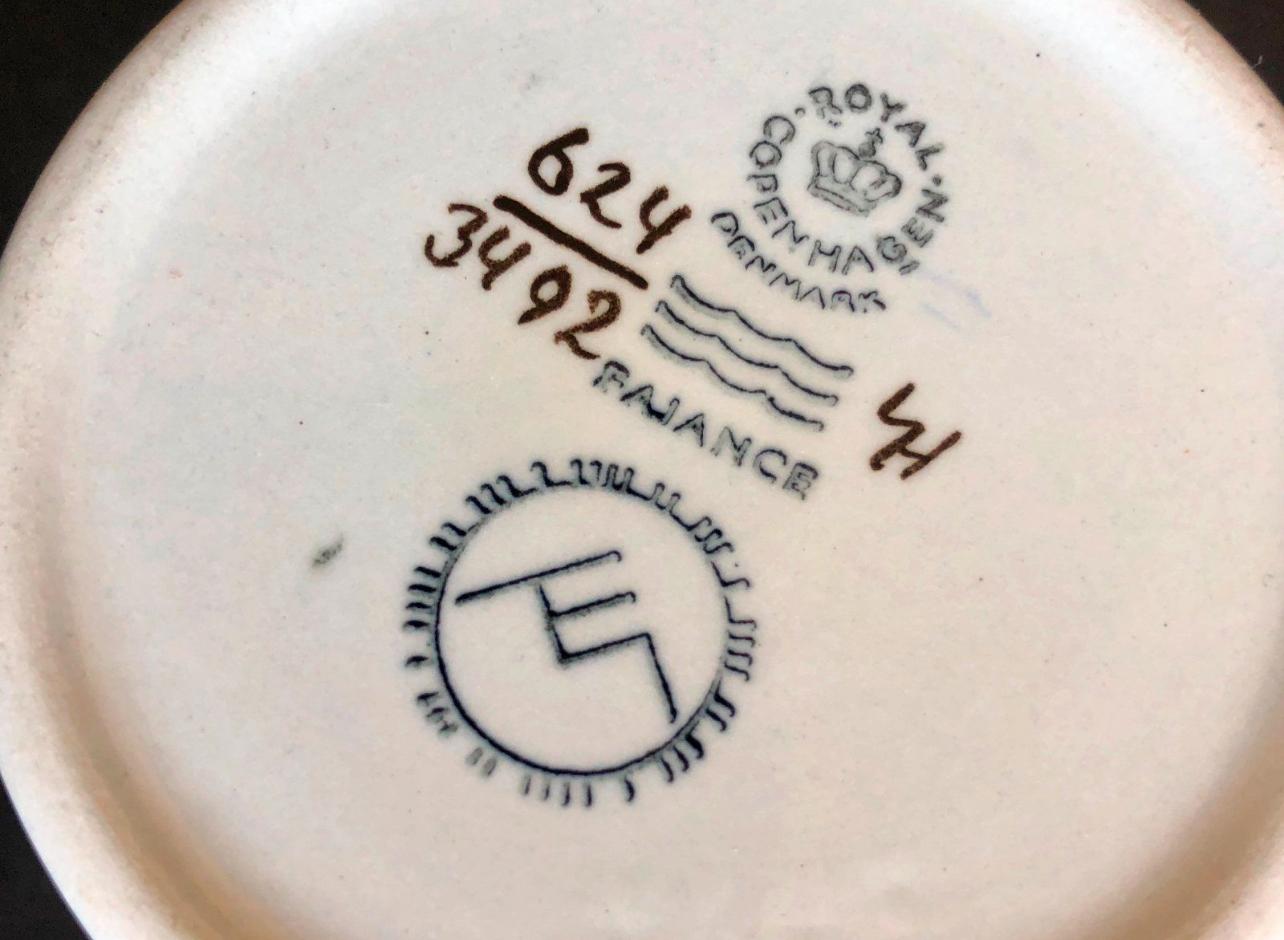 ROYAL · COPENHAGEN ·
DENMARK
624
3492
FAJANCE